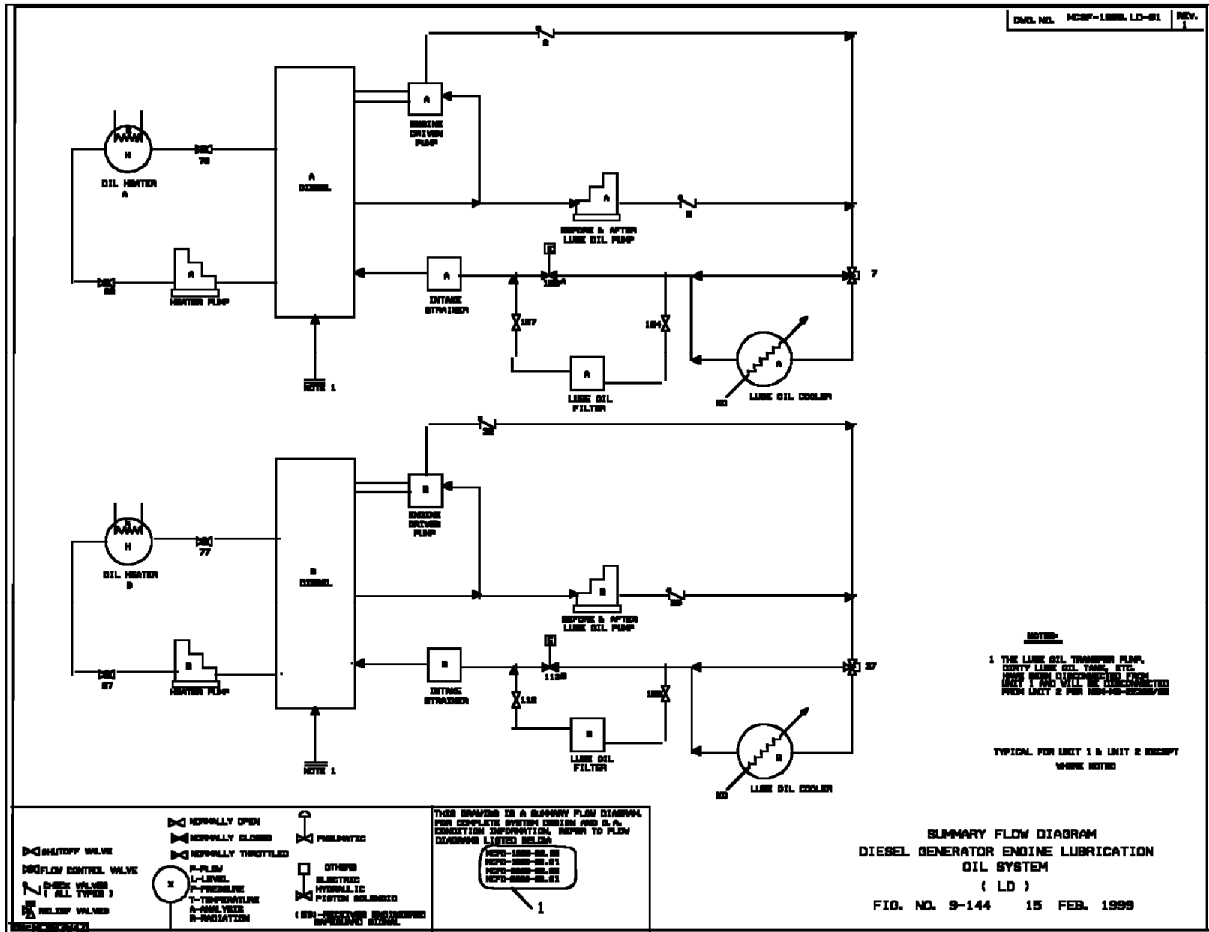 DWG. NO. MCSF-1609.LD-01 REV. 1
8
A
ENGINE DRIVEN PUMP
H
OIL HEATER A
A DIESEL
A
BEFORE & AFTER LUBE OIL PUMP
A
HEATER PUMP
A
INTAKE STRAINER
7
107
104
A
LUBE OIL FILTER
A
LUBE OIL COOLER
NOTE 1
B
ENGINE DRIVEN PUMP
H
77
OIL HEATER B
B DIESEL
B
BEFORE & AFTER LUBE OIL PUMP
B
HEATER PUMP
B
INTAKE STRAINER
B
LUBE OIL FILTER
B
LUBE OIL COOLER
NOTE 1
NOTES:
1 THE LUBE OIL TRANSFER PUMP,
DIRTY LUBE OIL TANK, ETC.
HAVE BEEN DISCONNECTED FROM
UNIT 1 AND WILL BE DISCONNECTED
FROM UNIT 2 PER
TYPICAL FOR UNIT 1 & UNIT 2 EXCEPT
WHERE NOTED
SHUTOFF VALVE
FLOW CONTROL VALVE
CHECK VALVES
( ALL TYPES )
RELIEF VALVES
NORMALLY OPEN
NORMALLY CLOSED
NORMALLY THROTTLED
X
F-FLOW
L-LEVEL
P-PRESSURE
T-TEMPERATURE
A-ANALYSIS
R-RADIATION
PNEUMATIC
OTHERS
ELECTRIC
HYDRAULIC
PISTON SOLENOID
THIS DRAWING IS A SUMMARY FLOW DIAGRAM.
FOR COMPLETE SYSTEM DESIGN AND Q.A.
CONDITION INFORMATION, REFER TO FLOW
DIAGRAMS LISTED BELOW
1
SUMMARY FLOW DIAGRAM
DIESEL GENERATOR ENGINE LUBRICATION
OIL SYSTEM
( LD )
FIG. NO. 9-144 15 FEB. 1999